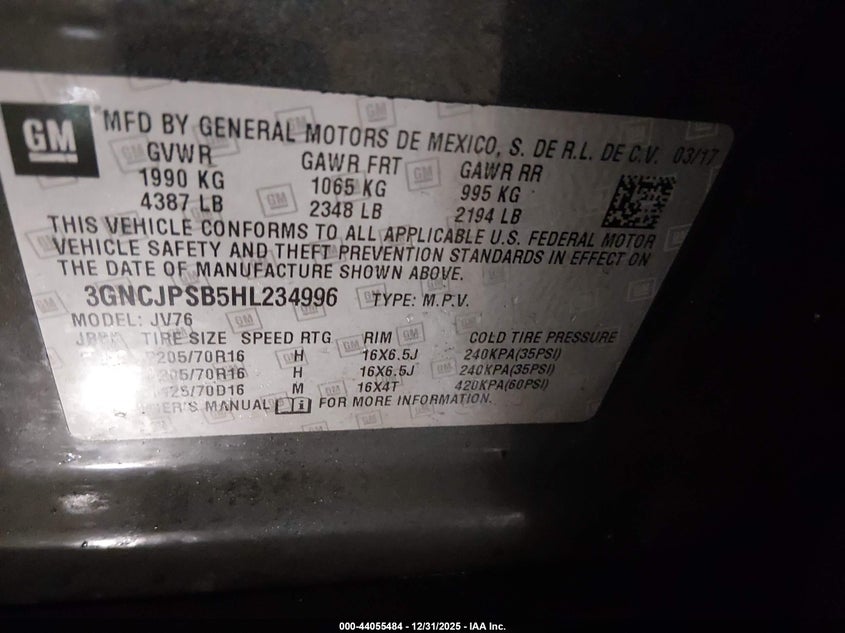 GM
MFD BY GENERAL MOTORS DE MEXICO, S. DE R.L. DE C.V. 03/17
GVWR GAWR FRT GAWR RR
1990 KG 1065 KG 995 KG
4387 LB 2348 LB 2194 LB
THIS VEHICLE CONFORMS TO ALL APPLICABLE U.S. FEDERAL MOTOR
VEHICLE SAFETY AND THEFT PREVENTION STANDARDS IN EFFECT ON
THE DATE OF MANUFACTURE SHOWN ABOVE.
3GNCJPSB5HL234996 TYPE: M.P.V.
MODEL: JV76
TIRE SIZE SPEED RTG RIM COLD TIRE PRESSURE
P205/70R16 H 16X6.5J 240KPA(35PSI)
205/70R16 H 16X6.5J 240KPA(35PSI)
125/70D16 M 16X4T 420KPA(60PSI)
MANUAL FOR MORE INFORMATION.
000-44055484 - 12/31/2025 - IAA Inc.